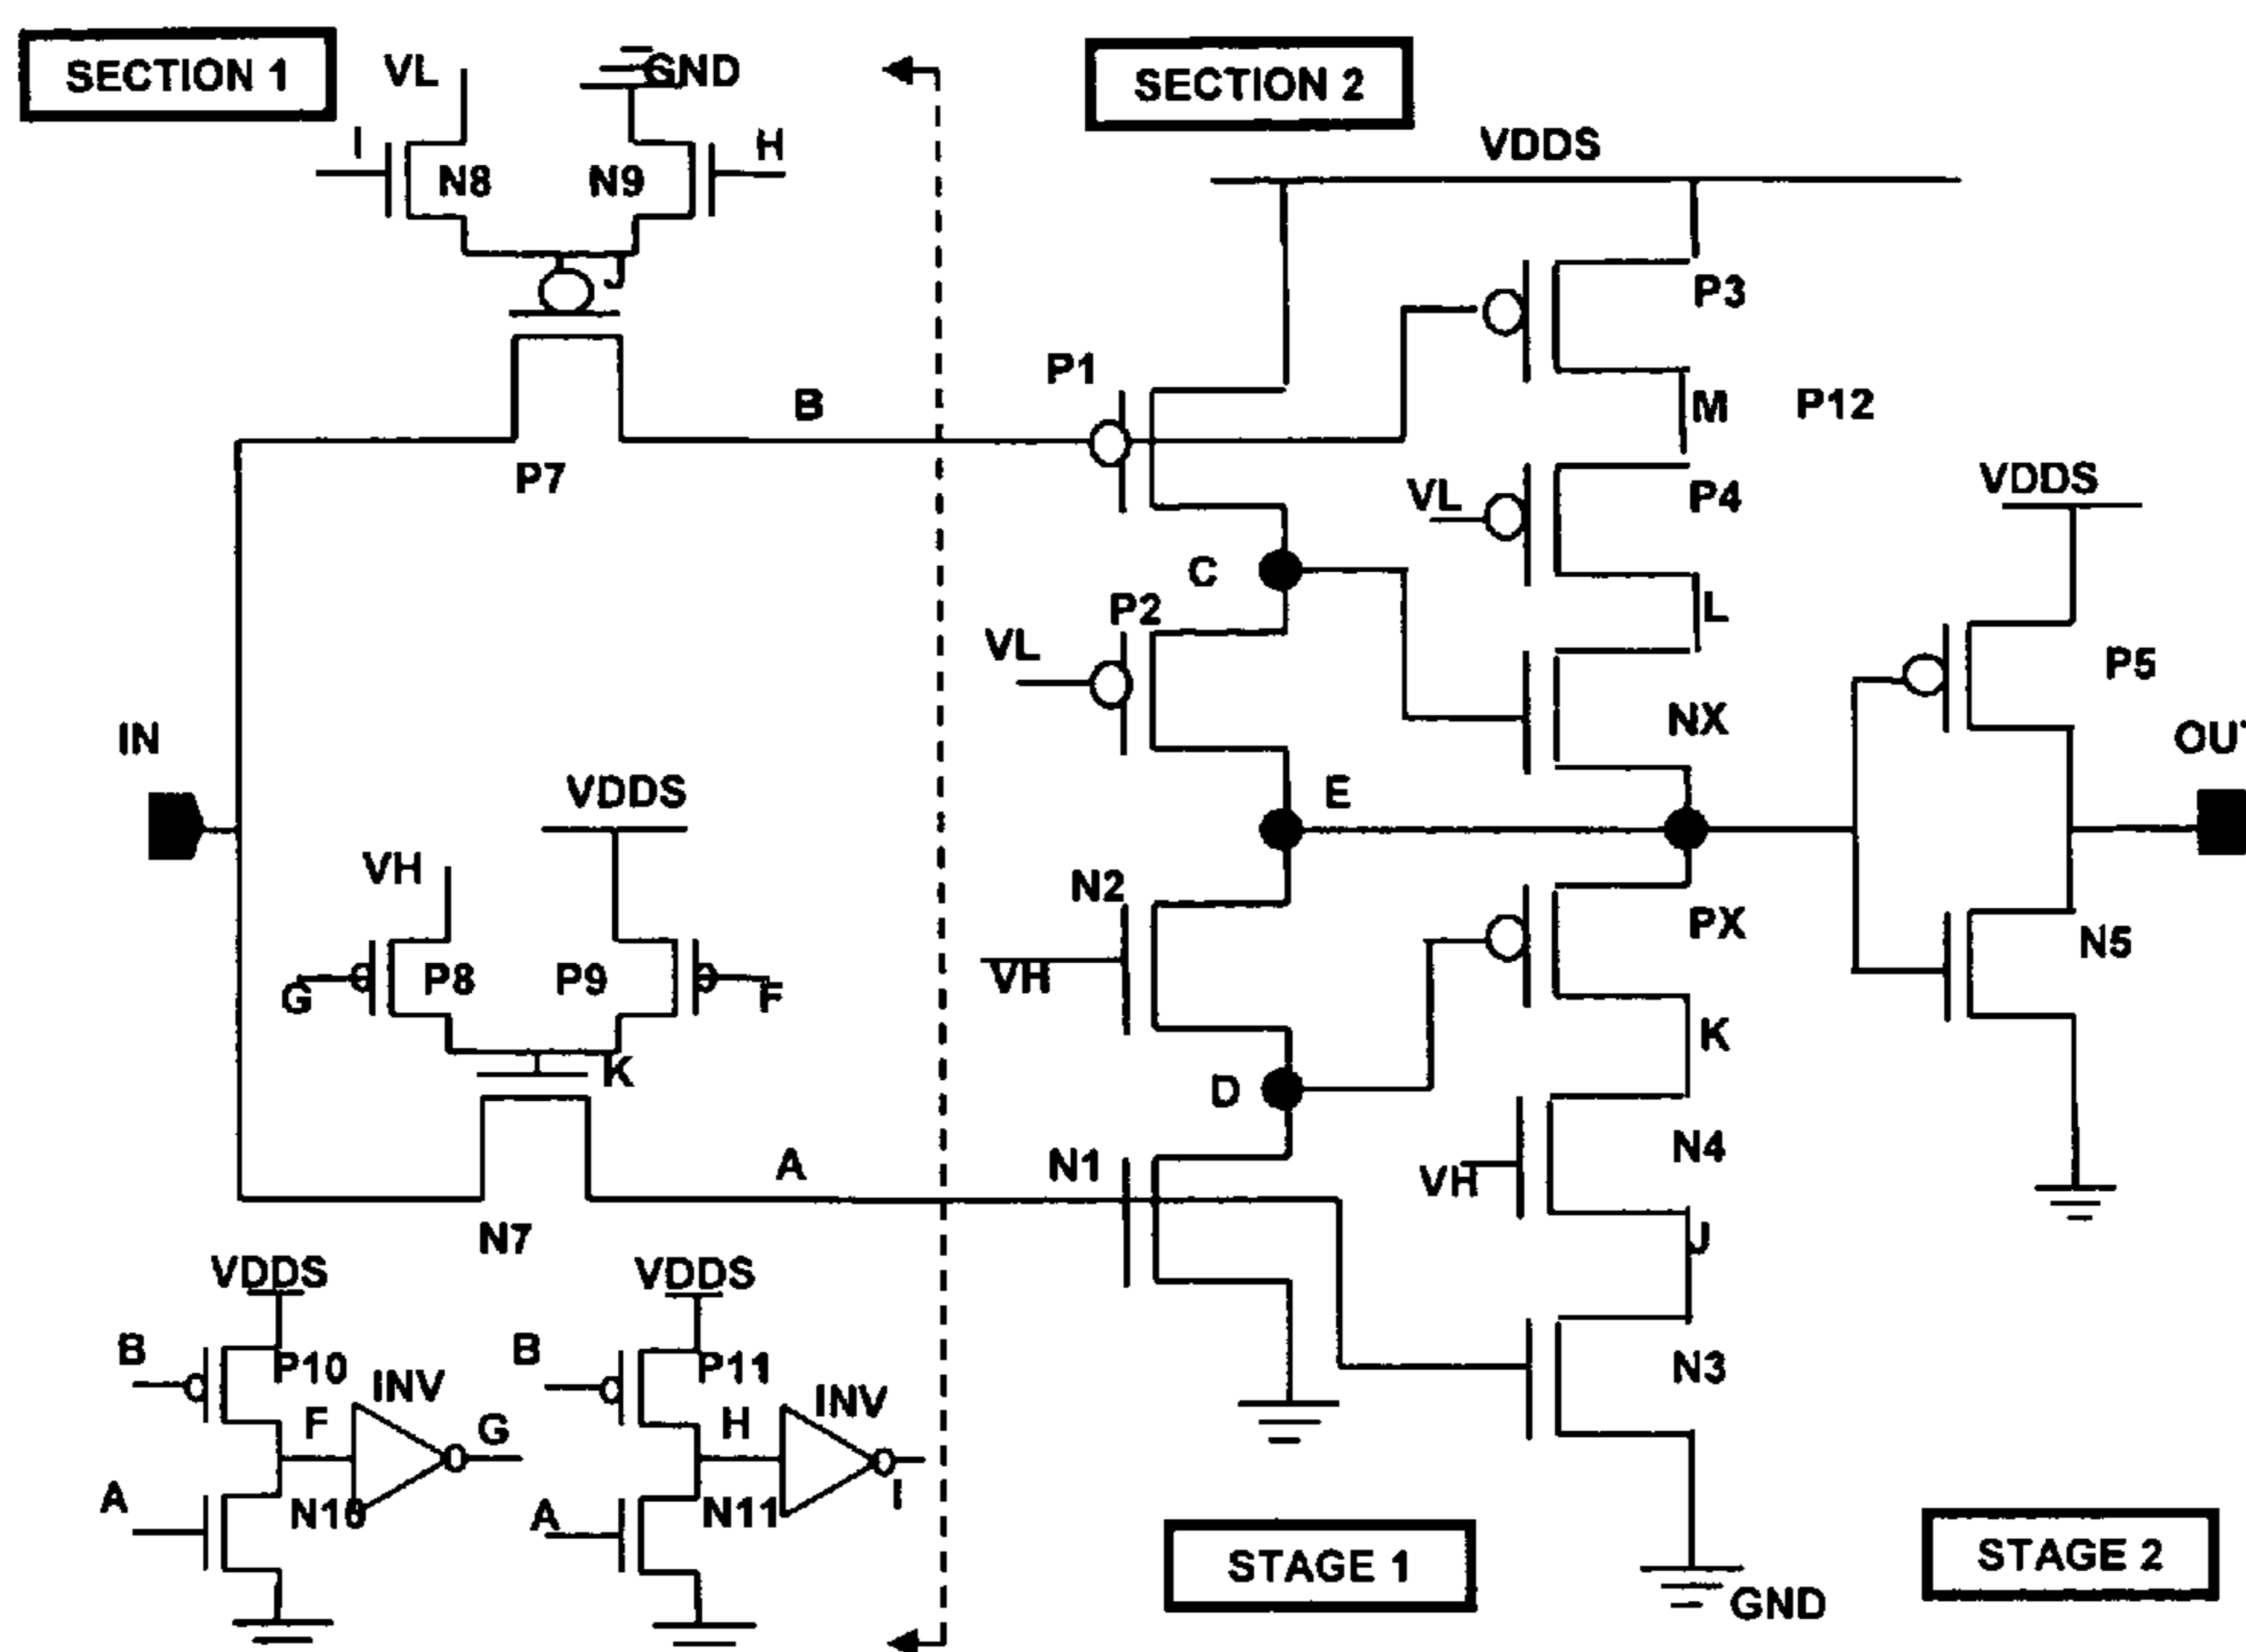 SECTION 1
VL
GND
SECTION 2
I
N8
N9
H
VDDS
J
P3
P1
B
M
P12
P7
VL
P4
VDDS
C
P2
L
VL
P5
NX
IN
OUT
VDDS
E
VH
N2
PX
N5
G
P8
P9
F
VH
K
K
D
A
N1
N4
VH
N7
J
VDDS
VDDS
B
P10
INV
B
P11
INV
N3
F
G
H
A
N10
A
N11
I
STAGE 1
STAGE 2
GND